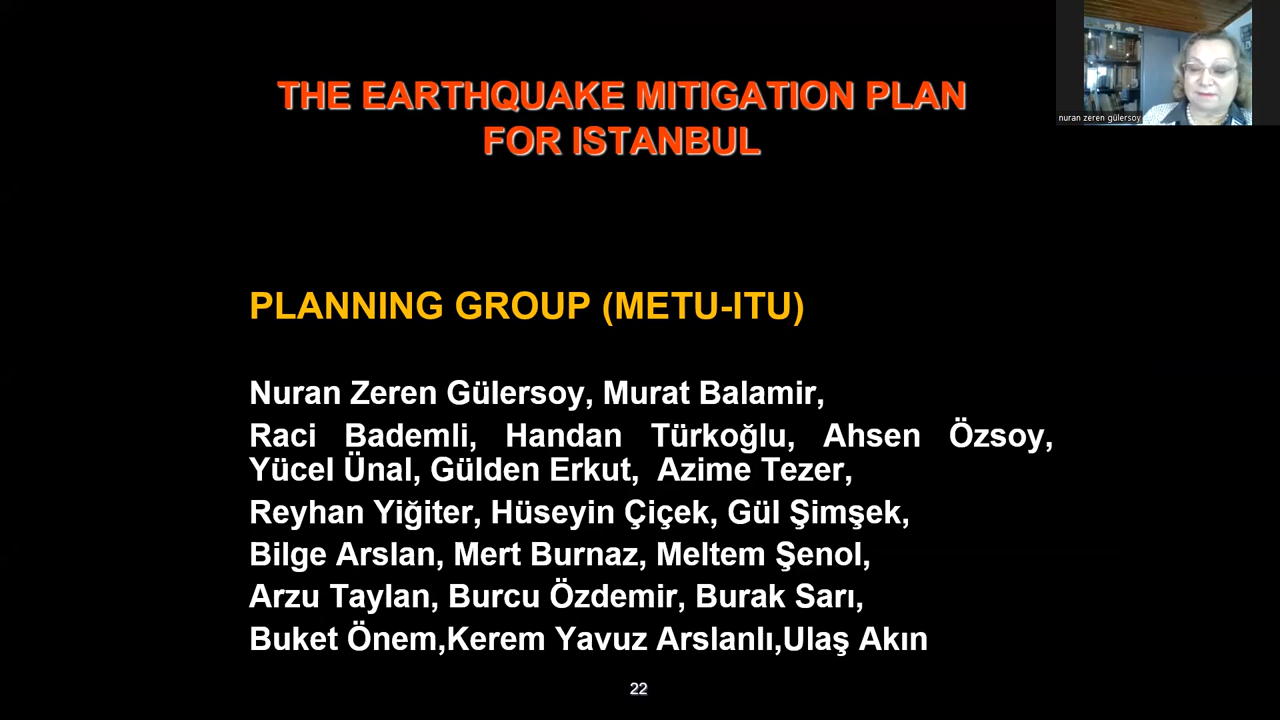 THE EARTHQUAKE MITIGATION PLAN
FOR ISTANBUL
nuran zeren gülersoy
PLANNING GROUP (METU-ITU)
Nuran Zeren Gülersoy, Murat Balamir,
Raci Bademli, Handan Türkoğlu, Ahsen Özsoy,
Yücel Ünal, Gülden Erkut, Azime Tezer,
Reyhan Yiğiter, Hüseyin Çiçek, Gül Şimşek,
Bilge Arslan, Mert Burnaz, Meltem Şenol,
Arzu Taylan, Burcu Özdemir, Burak Sarı,
Buket Önem,Kerem Yavuz Arslanlı,Ulaş Akın
22